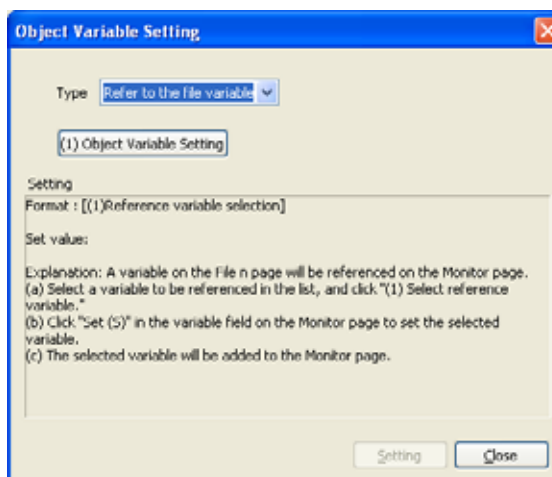 Object Variable Setting
Type Refer to the file variable
(1) Object Variable Setting
Setting
Format : [(1)Reference variable selection]
Set value:
Explanation: A variable on the File n page will be referenced on the Monitor page.
(a) Select a variable to be referenced in the list, and click "(1) Select reference
variable."
(b) Click "Set (S)" in the variable field on the Monitor page to set the selected
variable.
(c) The selected variable will be added to the Monitor page.
Setting Close